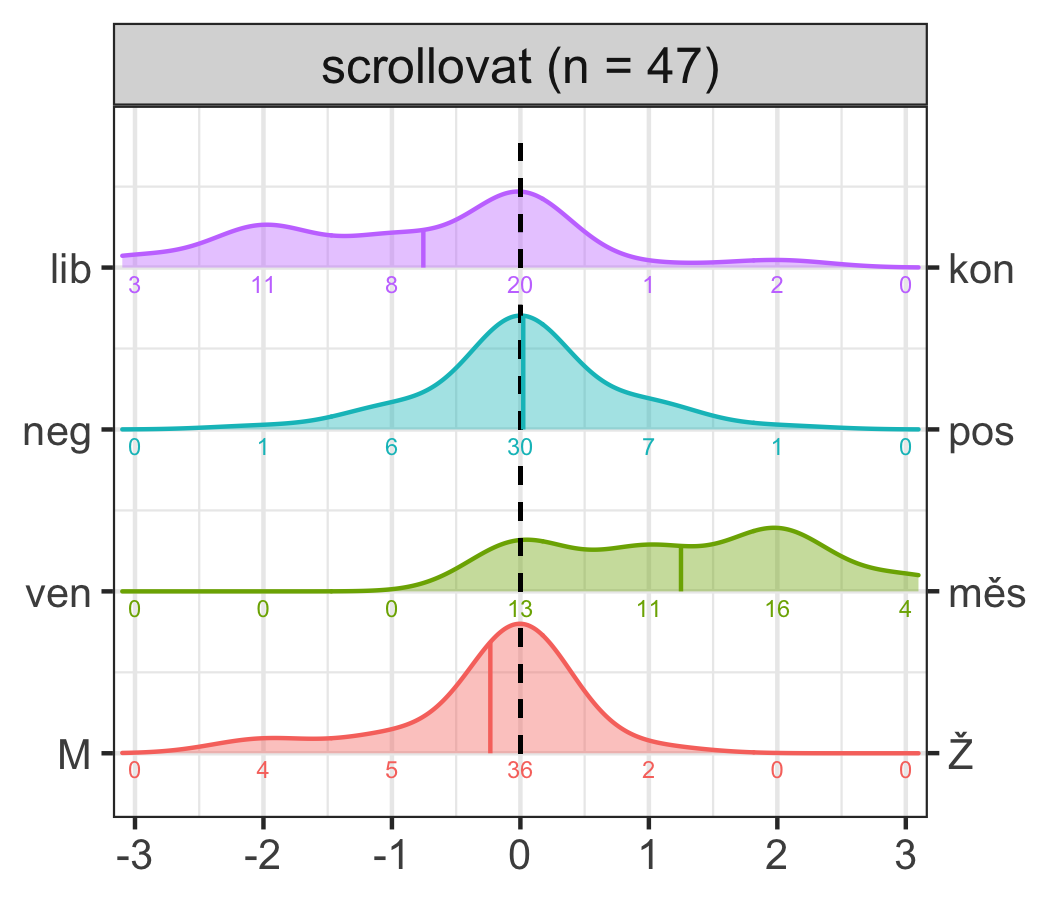 scrollovat (n = 47)
lib kon
3 11 8 20 1 2 0
neg pos
0 1 6 30 7 1 0
ven měs
0 0 0 13 11 16 4
M Ž
0 4 5 36 2 0 0
-3 -2 -1 0 1 2 3